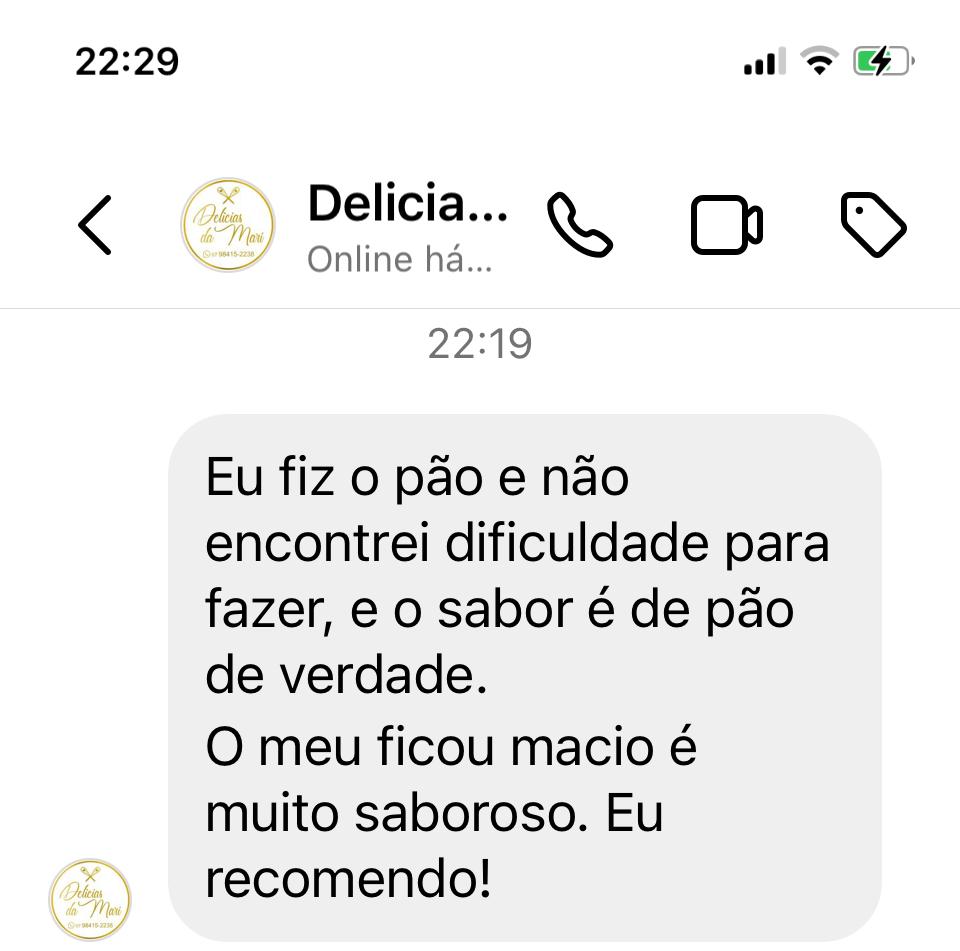 22:29
Delicia...
Online há...
Delicias
da Mari
98415-2238
22:19
Eu fiz o pão e não
encontrei dificuldade para
fazer, e o sabor é de pão
de verdade.
O meu ficou macio é
muito saboroso. Eu
recomendo!
Delicias
da Mari
98415-2238